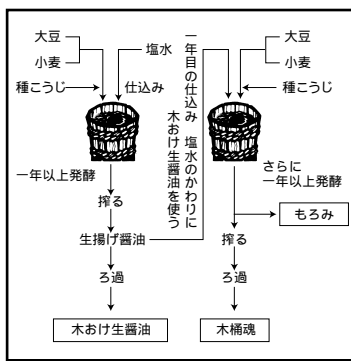 大豆
小麦
塩水
種こうじ
仕込み
一年以上発酵
搾る
生揚げ醤油
ろ過
木おけ生醤油
一年目の仕込み 塩水のかわりに
木おけ生醤油を使う
大豆
小麦
種こうじ
さらに
一年以上発酵
もろみ
搾る
ろ過
木桶魂